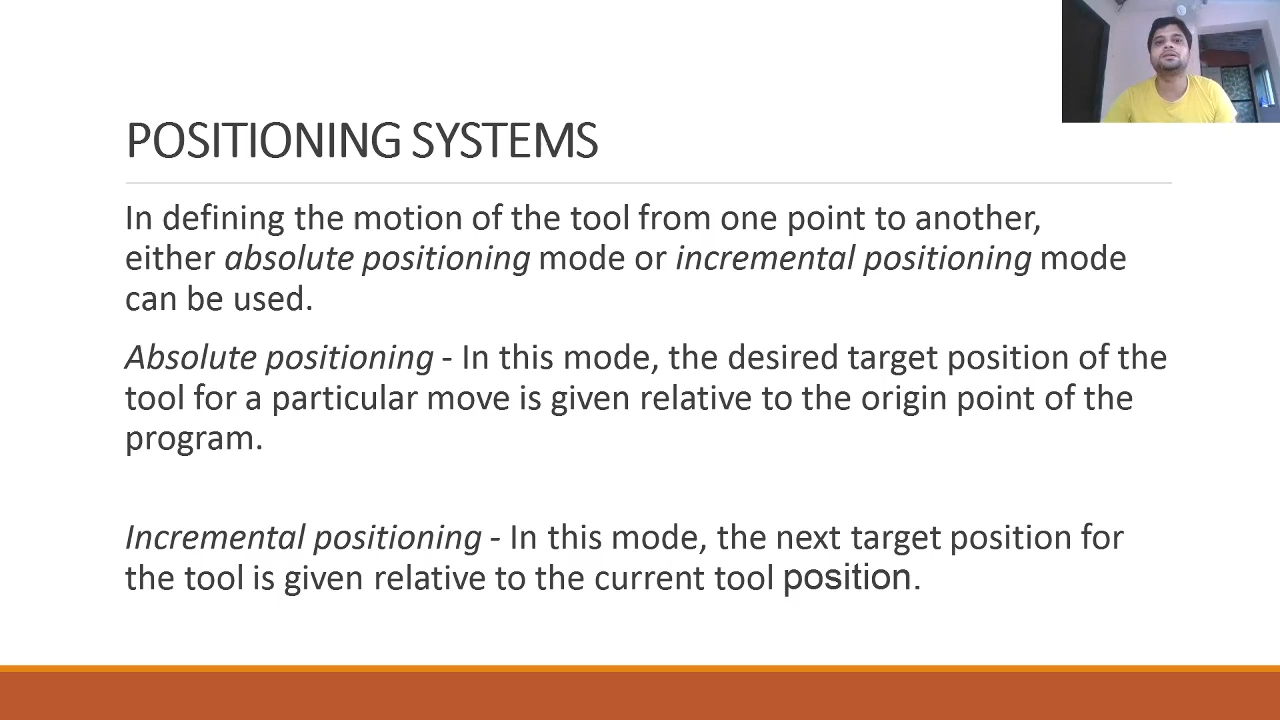 POSITIONING SYSTEMS
In defining the motion of the tool from one point to another,
either absolute positioning mode or incremental positioning mode
can be used.
Absolute positioning - In this mode, the desired target position of the
tool for a particular move is given relative to the origin point of the
program.
Incremental positioning - In this mode, the next target position for
the tool is given relative to the current tool position.